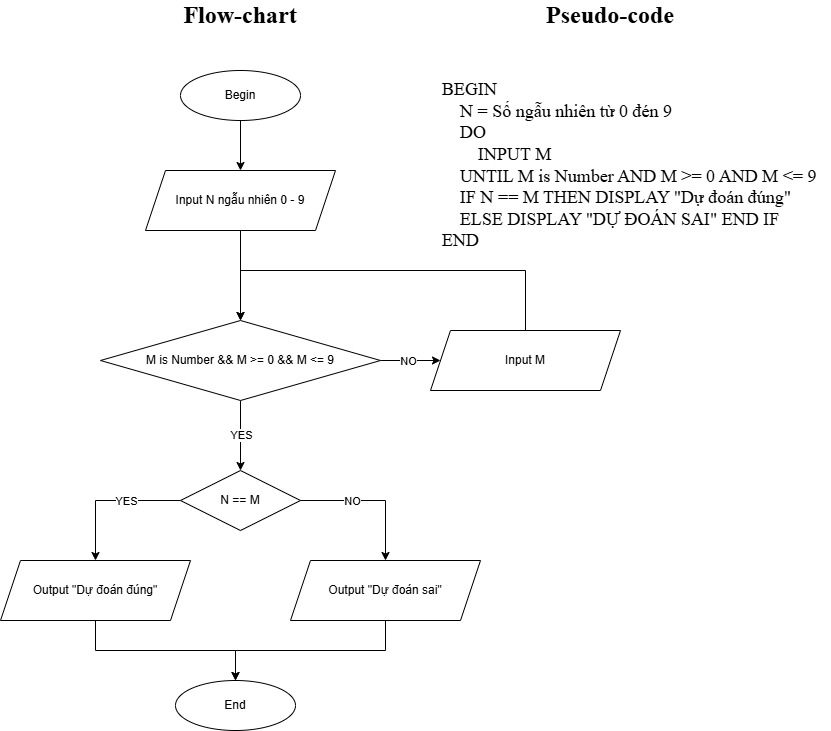 Flow-chart
Pseudo-code
Begin
Input N ngẫu nhiên 0 - 9
M is Number && M >= 0 && M <= 9
NO
Input M
YES
N == M
YES
NO
Output "Dự đoán đúng"
Output "Dự đoán sai"
End
BEGIN
N = Số ngẫu nhiên từ 0 đén 9
DO
INPUT M
UNTIL M is Number AND M >= 0 AND M <= 9
IF N == M THEN DISPLAY "Dự đoán đúng"
ELSE DISPLAY "DỰ ĐOÁN SAI" END IF
END